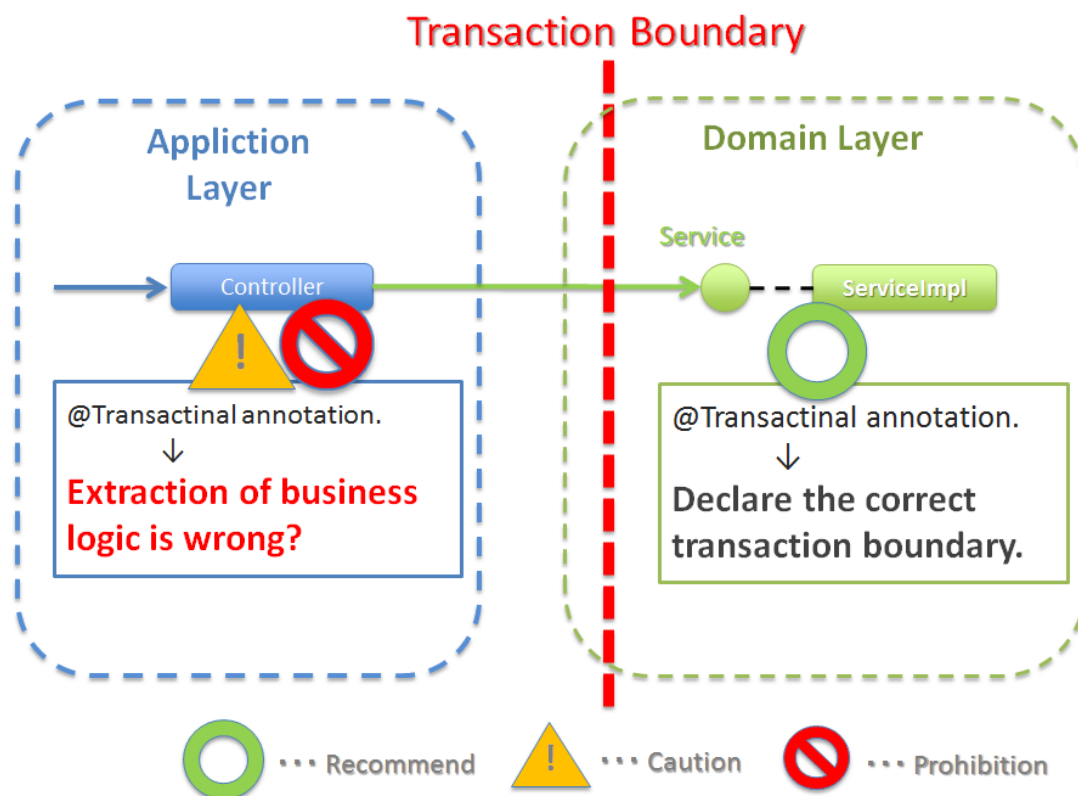 Transaction Boundary
Appliction
Layer
Domain Layer
Service
Controller
ServiceImpl
!
@Transactinal annotation.
↓
Extraction of business
logic is wrong?
@Transactinal annotation.
↓
Declare the correct
transaction boundary.
··· Recommend
! ··· Caution
··· Prohibition